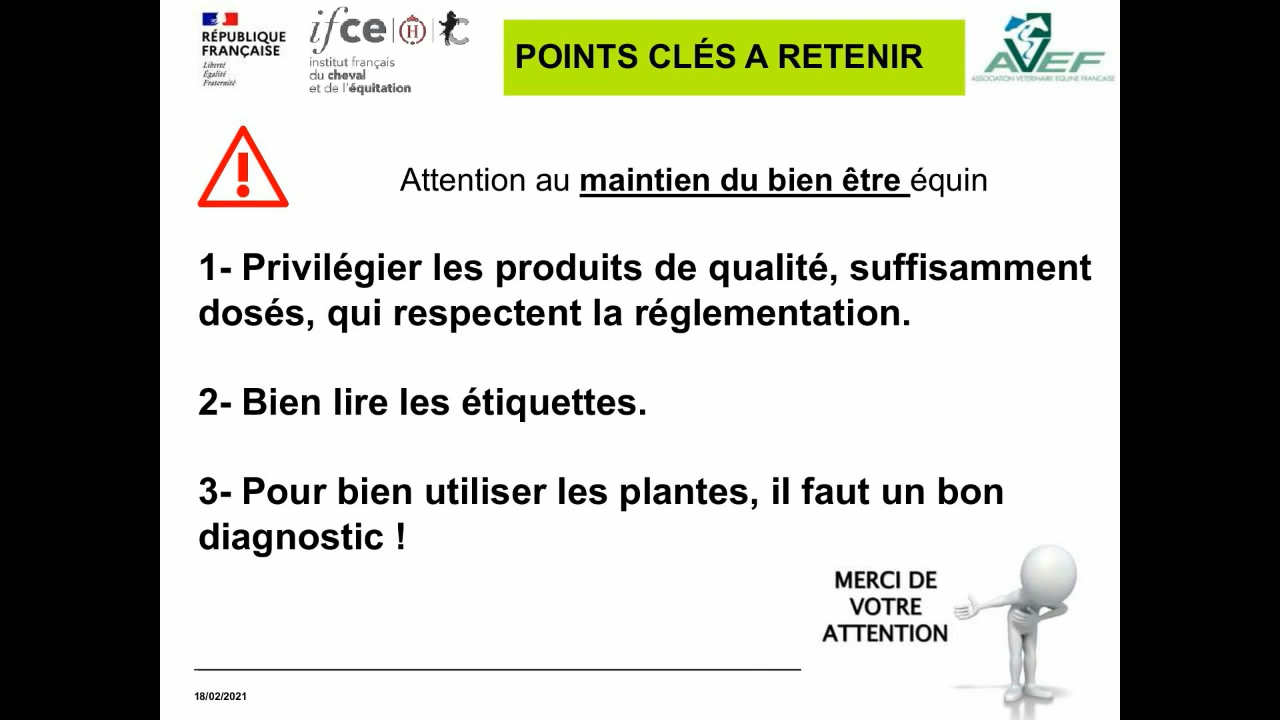 RÉPUBLIQUE
FRANÇAISE
Liberté
Égalité
Fraternité
ifce
institut français
du cheval
et de l'équitation
POINTS CLÉS A RETENIR
AVEF
ASSOCIATION VÉTÉRINAIRE ÉQUINE FRANÇAISE
Attention au maintien du bien être équin
1- Privilégier les produits de qualité, suffisamment
dosés, qui respectent la réglementation.
2- Bien lire les étiquettes.
3- Pour bien utiliser les plantes, il faut un bon
diagnostic !
MERCI DE
VOTRE
ATTENTION
18/02/2021